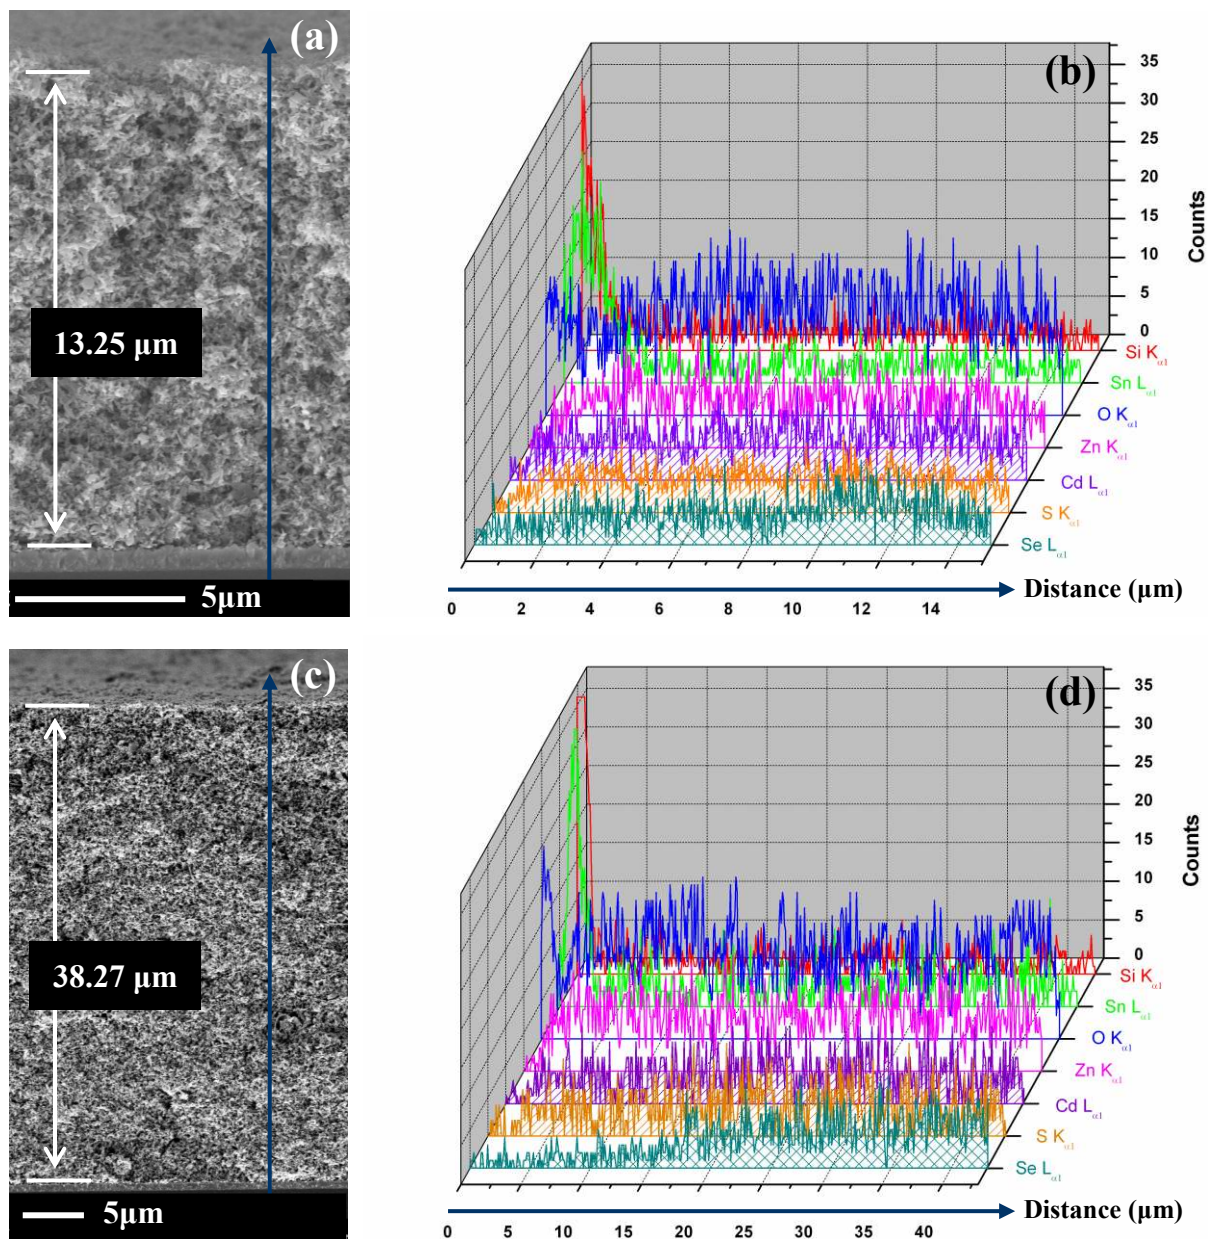 (a)
13.25 µm
5µm
(b)
35
30
25
20
15
10
5
0
Counts
Si Kα1
Sn Lα1
O Kα1
Zn Kα1
Cd Lα1
S Kα1
Se Lα1
0 2 4 6 8 10 12 14
Distance (µm)
(c)
38.27 µm
5µm
(d)
35
30
25
20
15
10
5
0
Counts
Si Kα1
Sn Lα1
O Kα1
Zn Kα1
Cd Lα1
S Kα1
Se Lα1
0 5 10 15 20 25 30 35 40
Distance (µm)